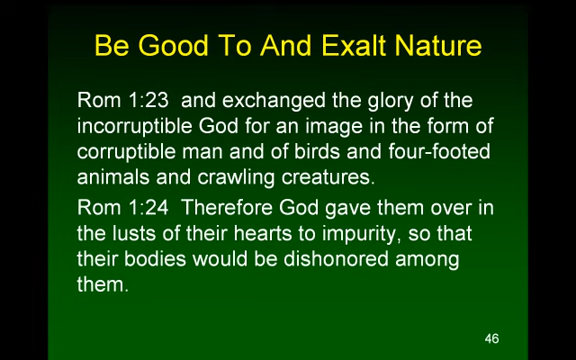 Be Good To And Exalt Nature
Rom 1:23  and exchanged the glory of the
incorruptible God for an image in the form of
corruptible man and of birds and four-footed
animals and crawling creatures.
Rom 1:24  Therefore God gave them over in
the lusts of their hearts to impurity, so that
their bodies would be dishonored among
them.
46